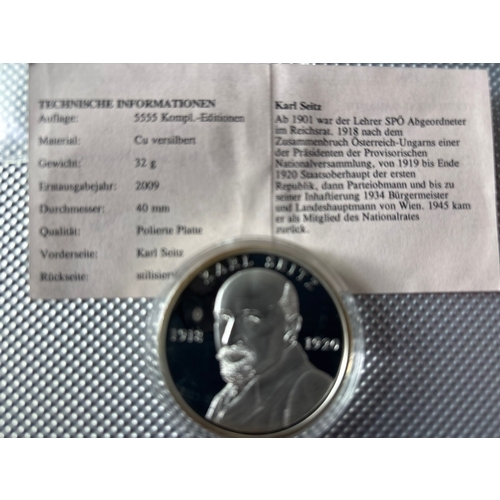 TECHNISCHE INFORMATIONEN
Auflage: 5555 Kompl.-Editionen
Material: Cu versilbert
Gewicht: 32 g
Erstausgabejahr: 2009
Durchmesser: 40 mm
Qualität: Polierte Platte
Vorderseite: Karl Seitz
Rückseite:
Karl Seitz
Ab 1901 war der Lehrer SPÖ Abgeordneter
im Reichsrat. 1918 nach dem
Zusammenbruch Österreich-Ungarns einer
der Präsidenten der Provisorischen
Nationalversammlung, von 1919 bis Ende
1920 Staatsoberhaupt der ersten
Republik, dann Parteiobmann und bis zu
seiner Inhaftierung 1934 Bürgermeister
und Landeshauptmann von Wien. 1945 kam
er als Mitglied des Nationalrates
zurück.
KARL SEITZ
1918 1920